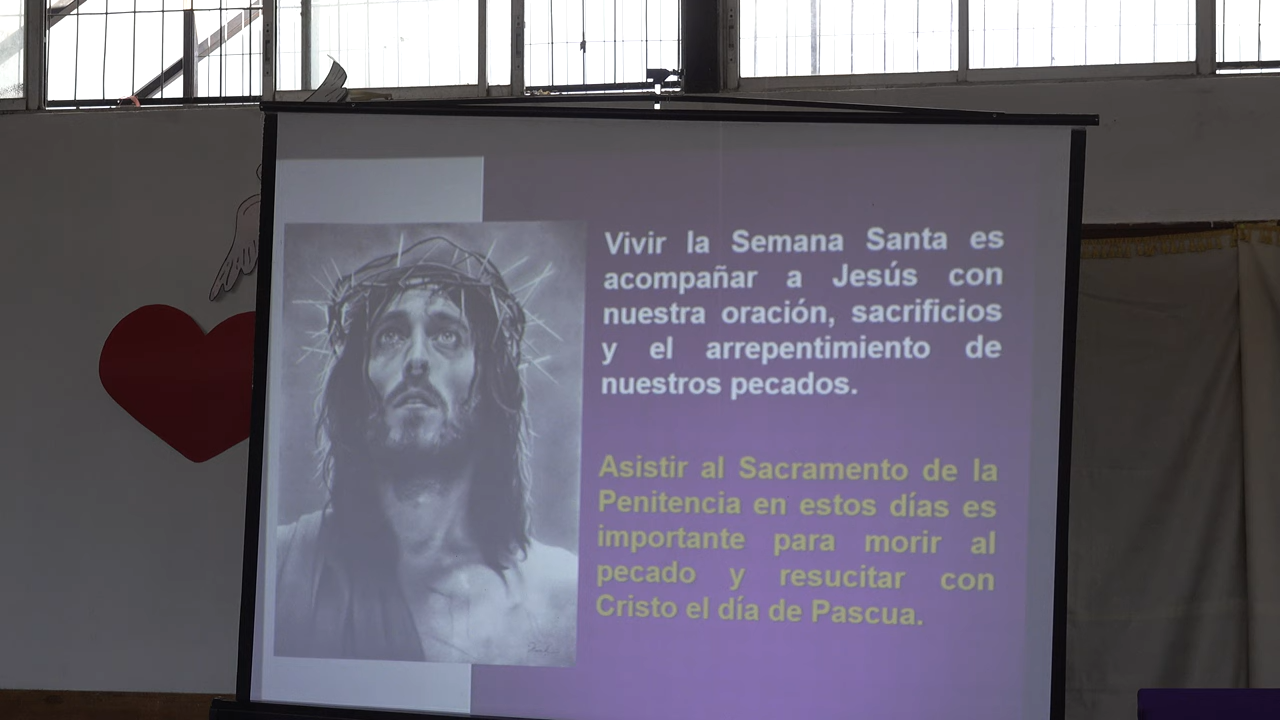 Vivir la Semana Santa es
acompañar a Jesús con
nuestra oración, sacrificios
y el arrepentimiento de
nuestros pecados.
Asistir al Sacramento de la
Penitencia en estos días es
importante para morir al
pecado y resucitar con
Cristo el día de Pascua.